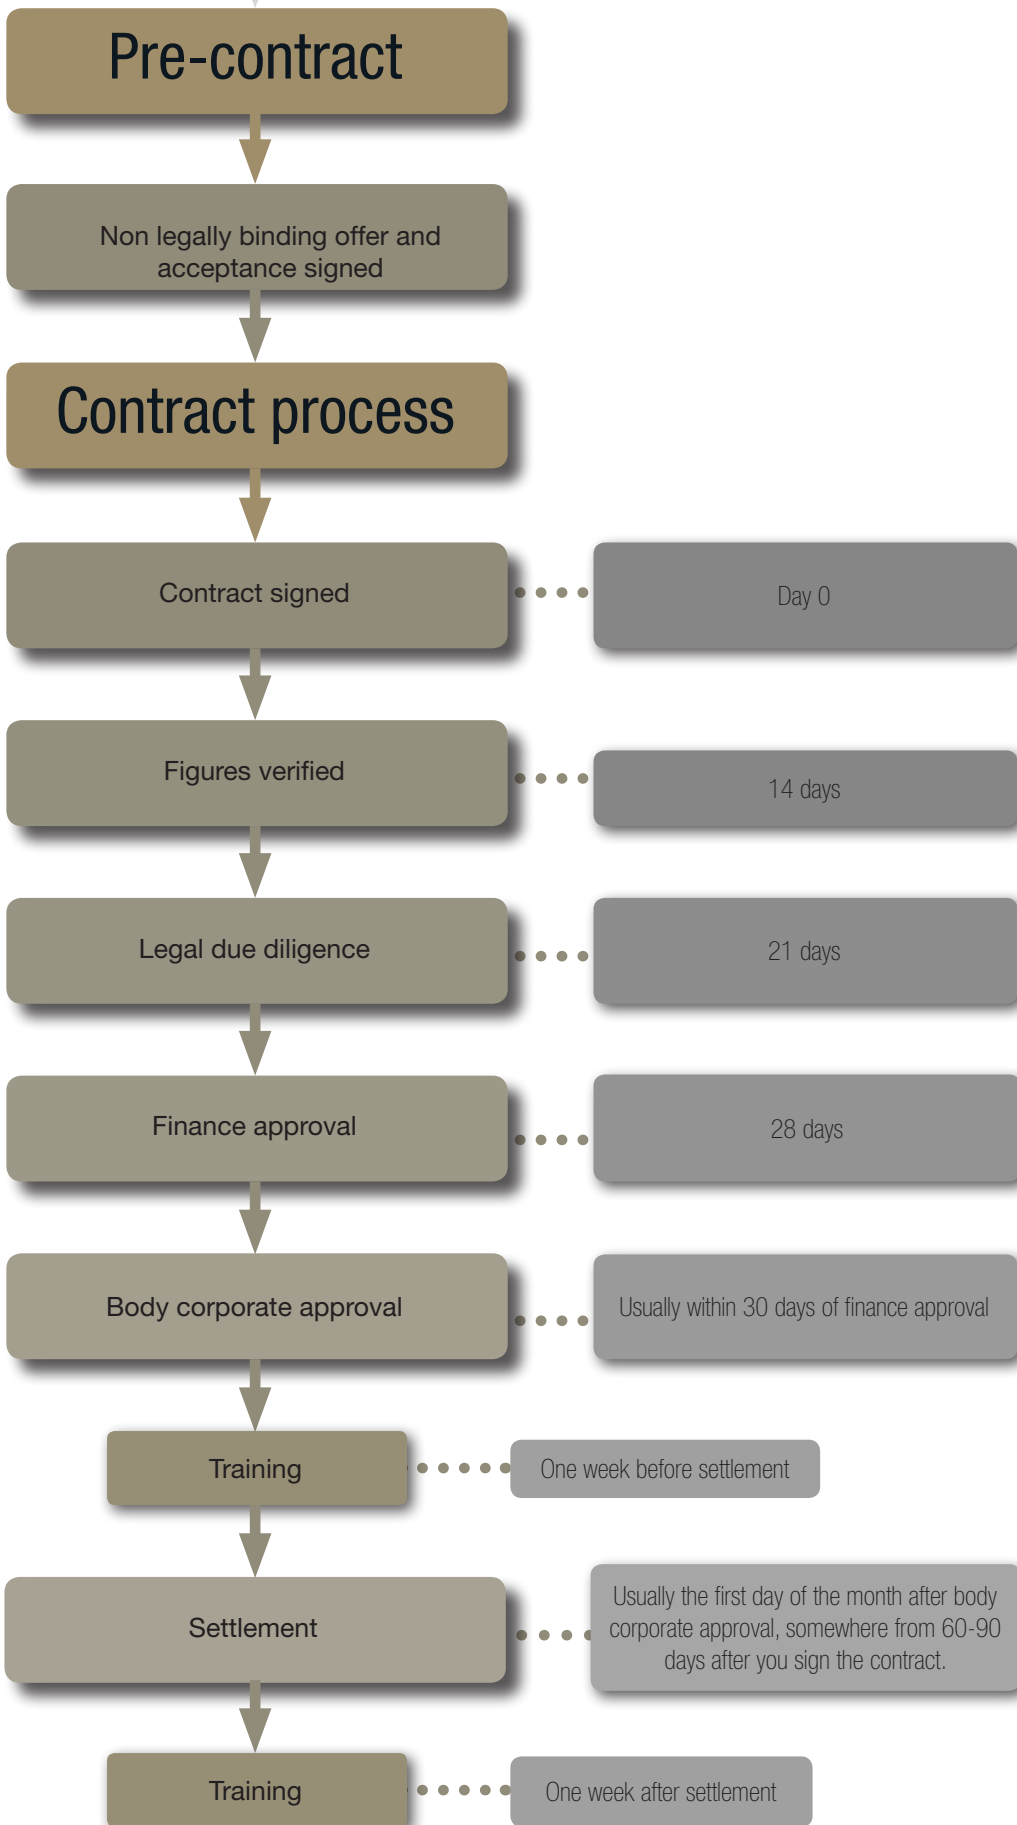 Pre-contract
Non legally binding offer and
acceptance signed
Contract process
Contract signed
Day 0
Figures verified
14 days
Legal due diligence
21 days
Finance approval
28 days
Body corporate approval
Usually within 30 days of finance approval
Training
One week before settlement
Settlement
Usually the first day of the month after body
corporate approval, somewhere from 60-90
days after you sign the contract.
Training
One week after settlement